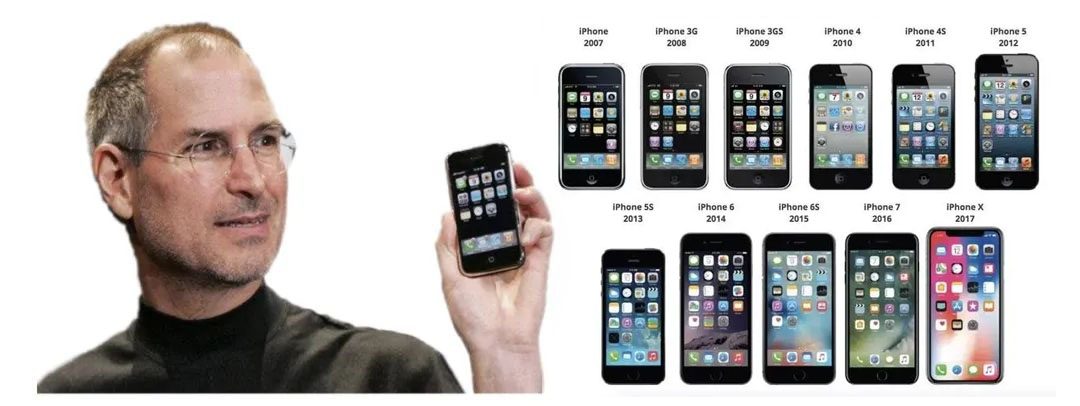 iPhone
2007
iPhone 3G
2008
iPhone 3GS
2009
iPhone 4
2010
iPhone 4S
2011
iPhone 5
2012
iPhone 5S
2013
iPhone 6
2014
iPhone 6S
2015
iPhone 7
2016
iPhone X
2017